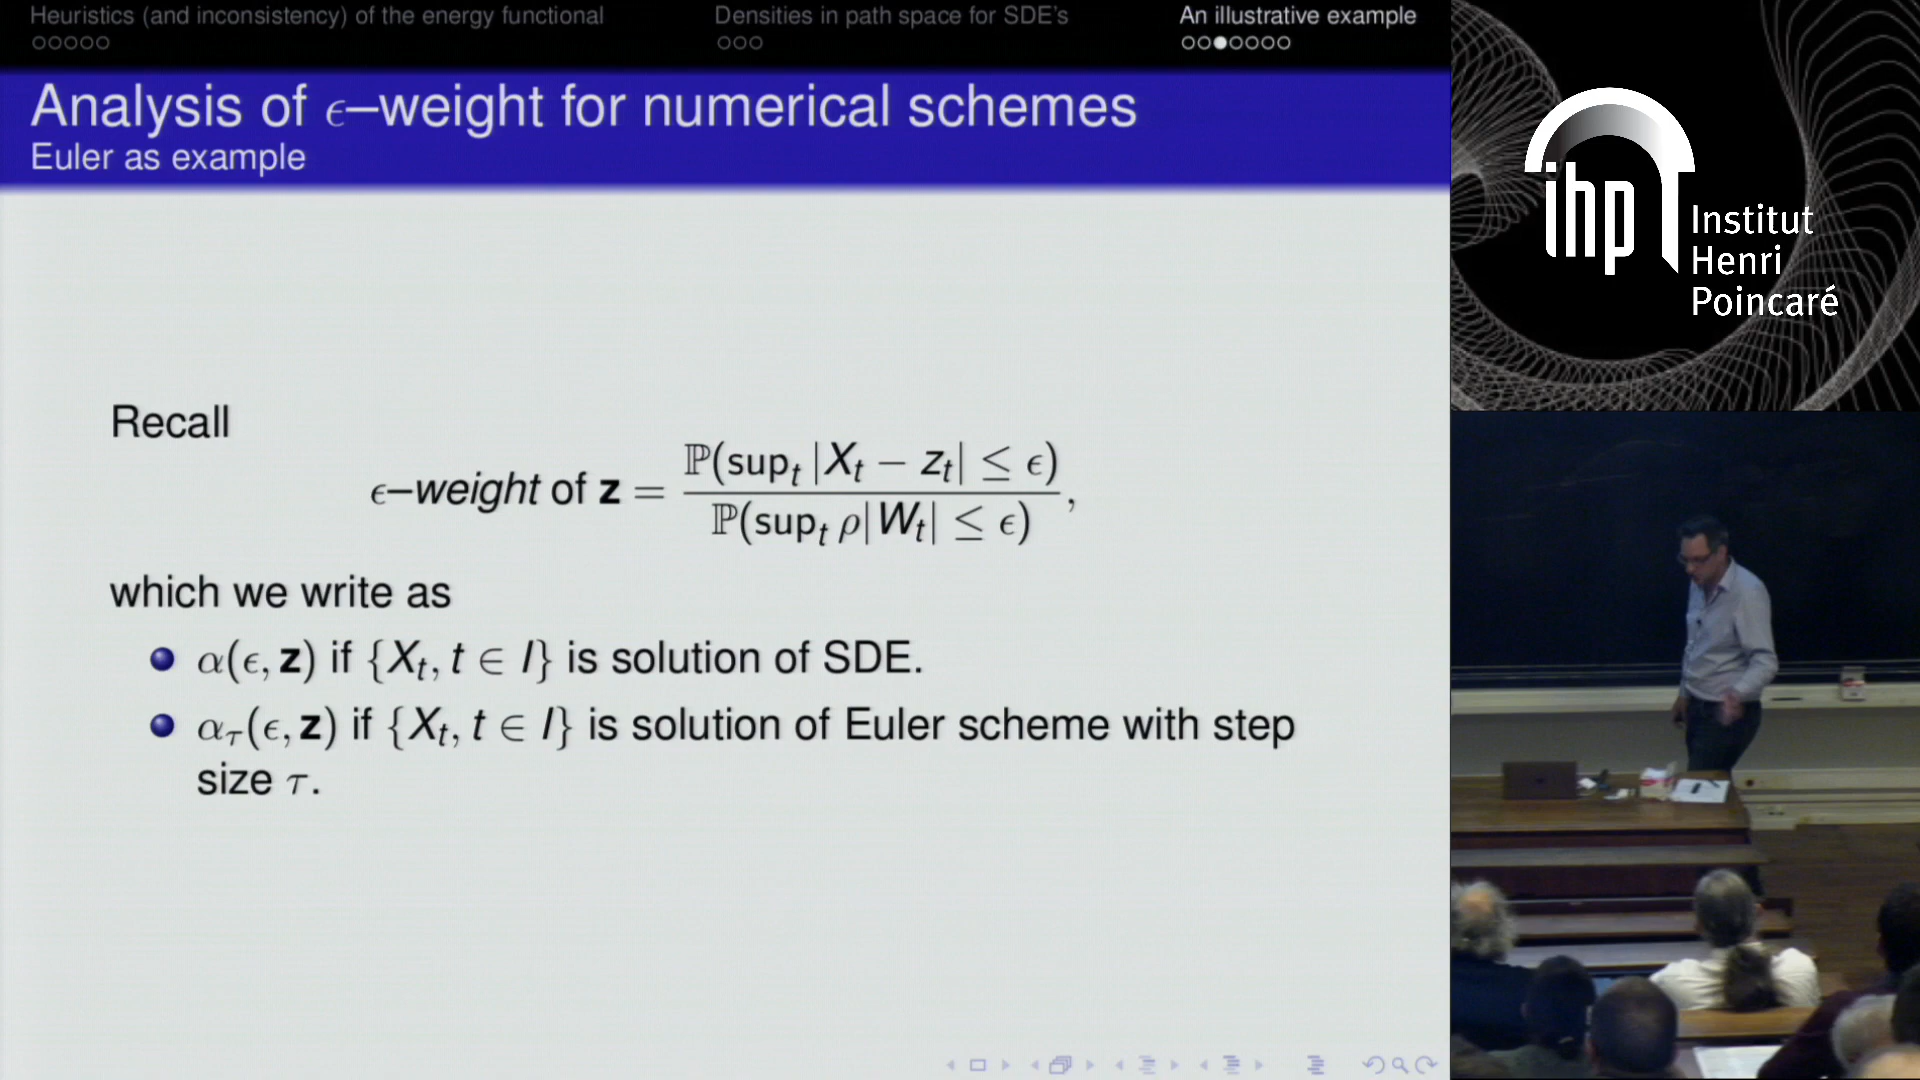 Heuristics (and inconsistency) of the energy functional
Densities in path space for SDE's
An illustrative example
Analysis of ϵ–weight for numerical schemes
Euler as example
Recall
ϵ–weight of z = ℙ(sup_t |X_t − z_t| ≤ ϵ) / ℙ(sup_t ρ|W_t| ≤ ϵ),
which we write as
α(ϵ, z) if {X_t, t ∈ I} is solution of SDE.
α_τ(ϵ, z) if {X_t, t ∈ I} is solution of Euler scheme with step
size τ.
ihp
Institut
Henri
Poincaré